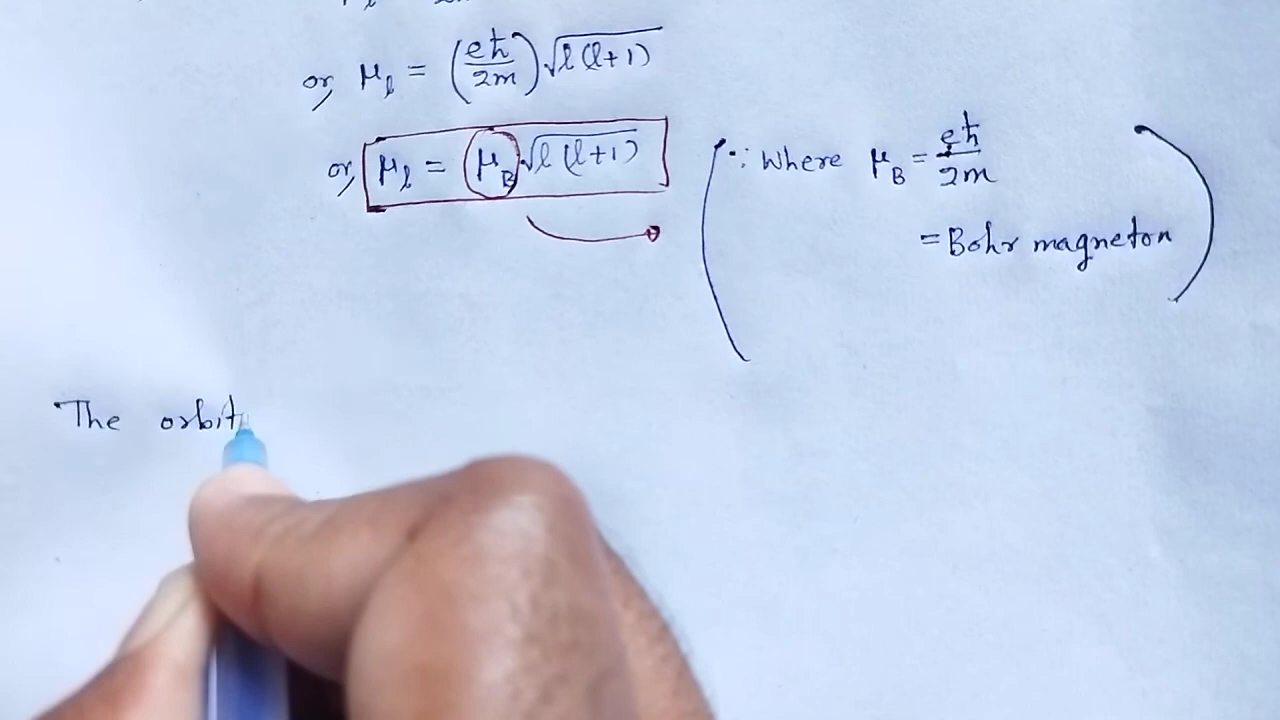 or, μ_l = (eħ/2m) √l(l+1)
or, μ_l = μ_B √l(l+1)
∵ Where μ_B = eħ/2m
= Bohr magneton
The orbit